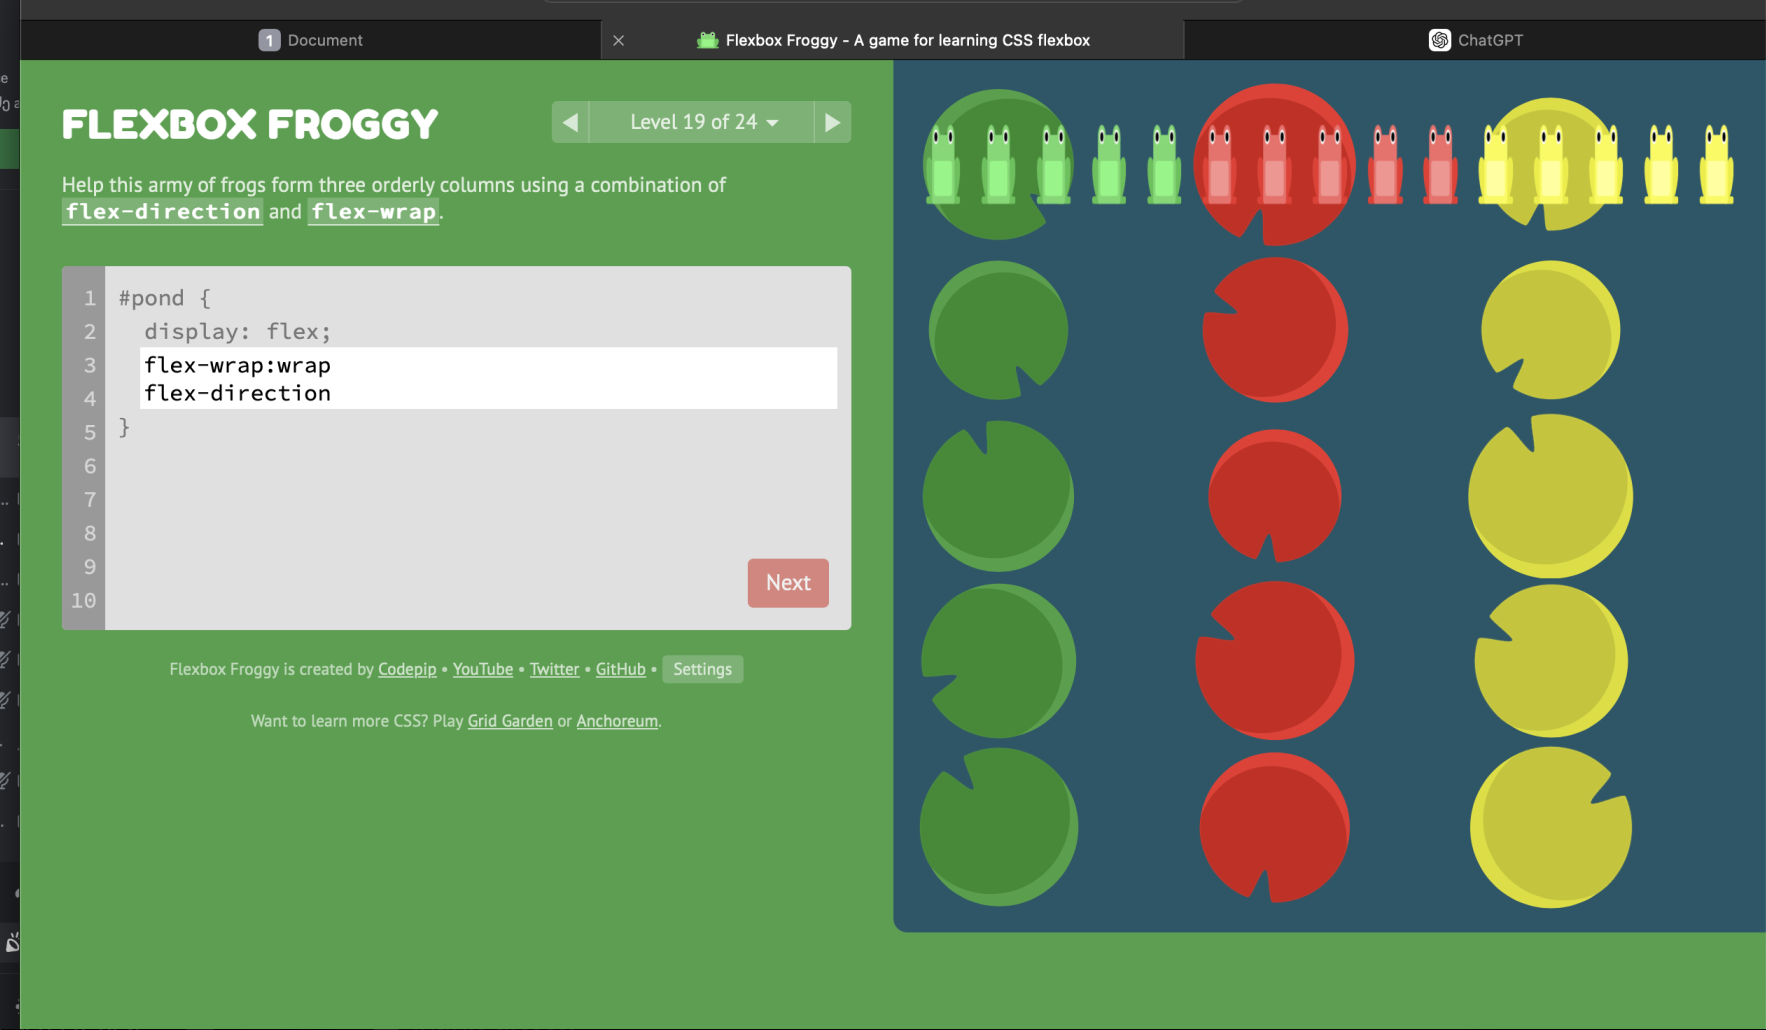 1 Document
Flexbox Froggy - A game for learning CSS flexbox
ChatGPT
FLEXBOX FROGGY
Level 19 of 24
Help this army of frogs form three orderly columns using a combination of
flex-direction and flex-wrap.
1 #pond {
2 display: flex;
3 flex-wrap:wrap
4 flex-direction
5 }
6
7
8
9
10
Next
Flexbox Froggy is created by Codepip • YouTube • Twitter • GitHub • Settings
Want to learn more CSS? Play Grid Garden or Anchoreum.